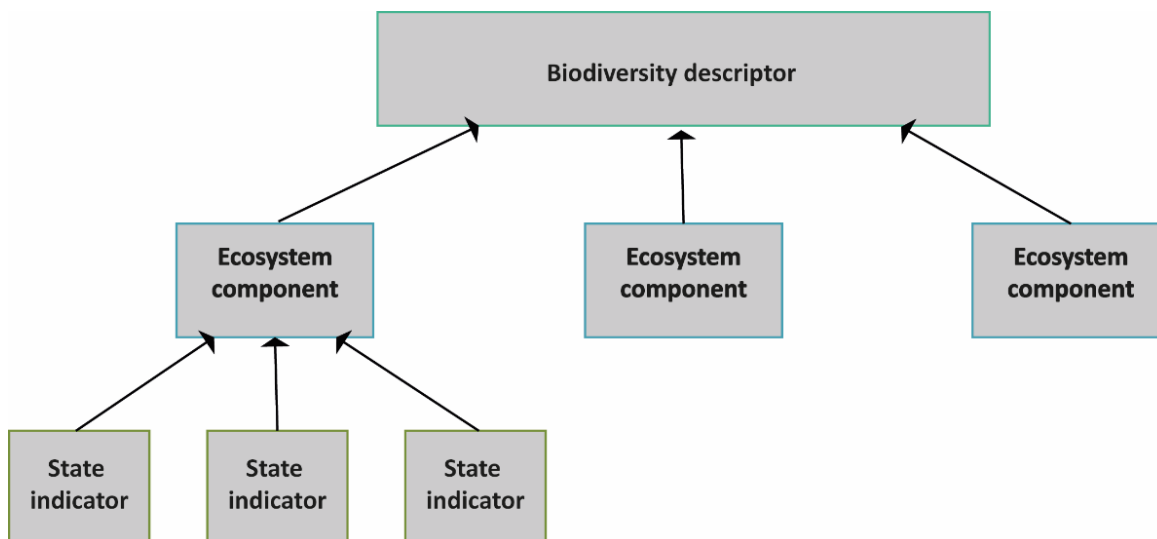 Biodiversity descriptor
Ecosystem
component
Ecosystem
component
Ecosystem
component
State
indicator
State
indicator
State
indicator